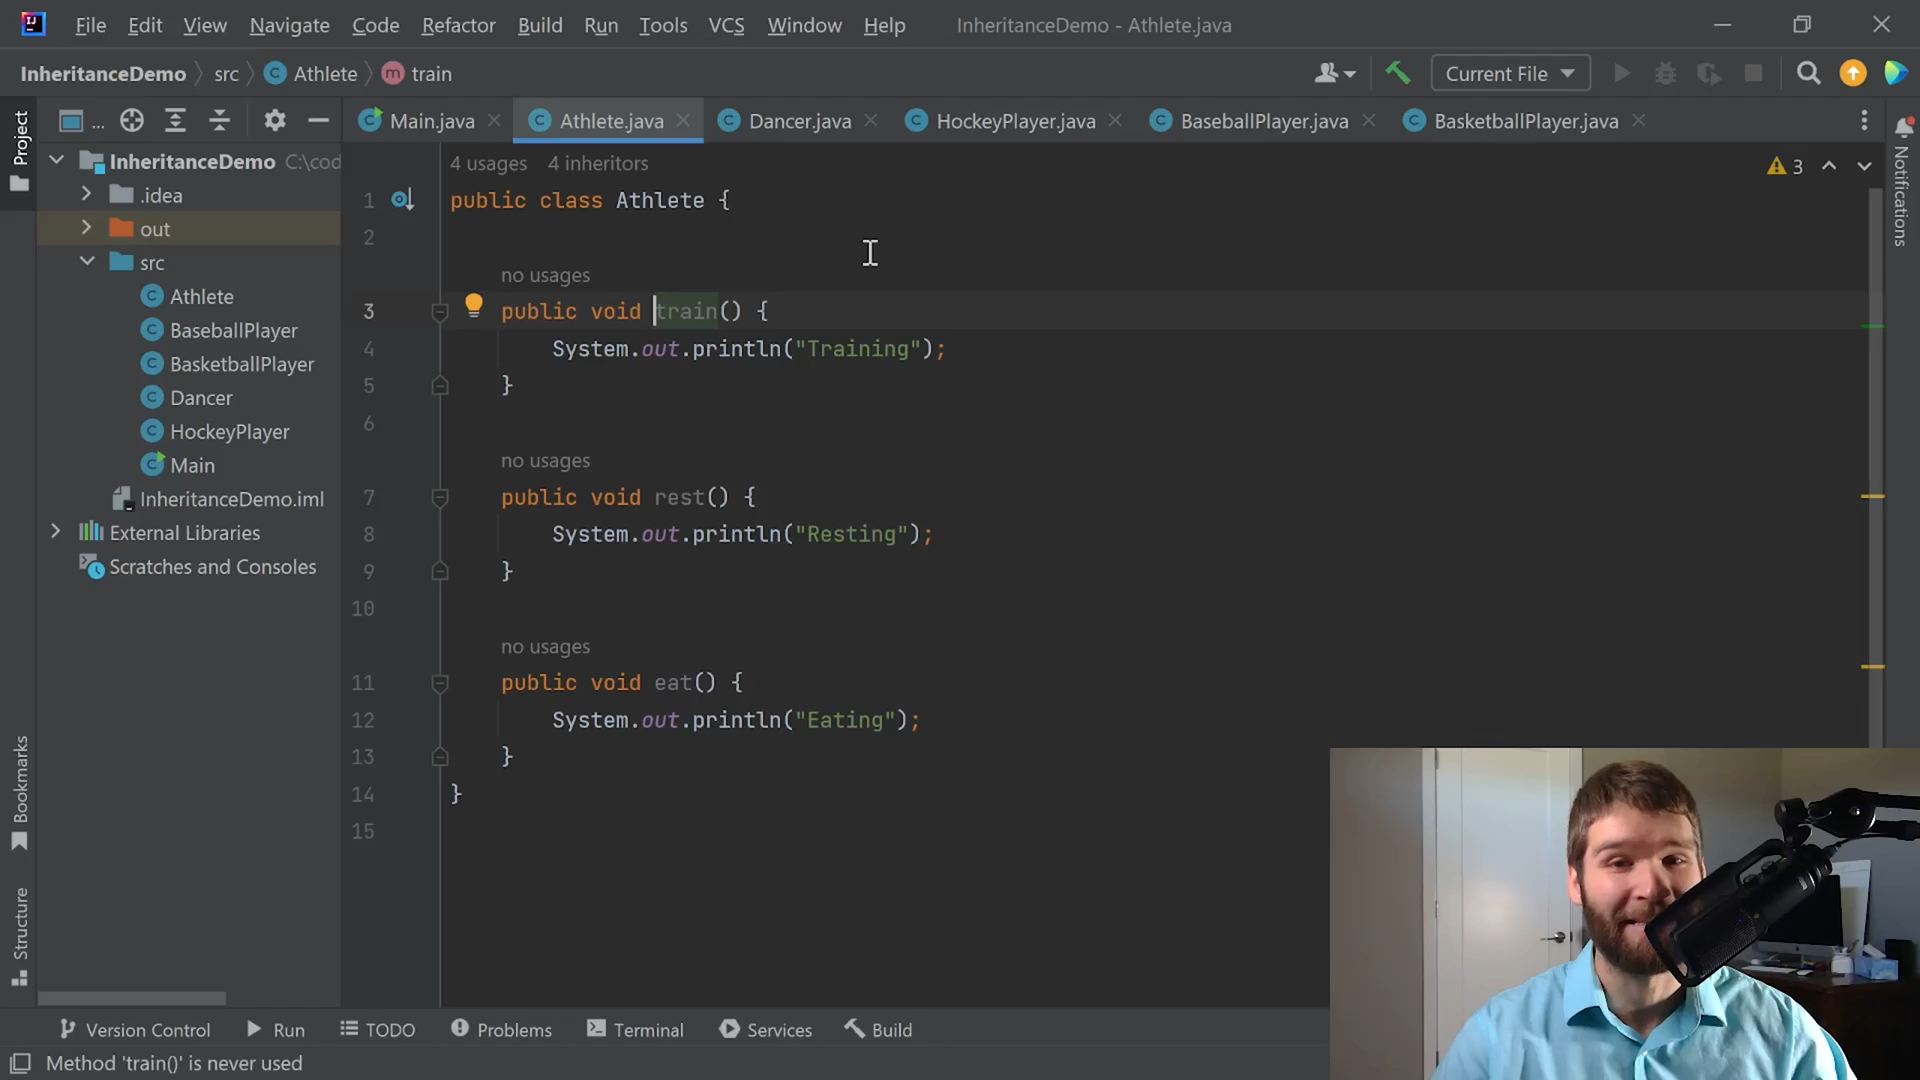 File Edit View Navigate Code Refactor Build Run Tools VCS Window Help InheritanceDemo - Athlete.java
InheritanceDemo src Athlete m train Current File
Project ... Main.java Athlete.java Dancer.java HockeyPlayer.java BaseballPlayer.java BasketballPlayer.java
InheritanceDemo C:\cod
.idea
out
src
Athlete
BaseballPlayer
BasketballPlayer
Dancer
HockeyPlayer
Main
InheritanceDemo.iml
External Libraries
Scratches and Consoles
4 usages 4 inheritors
3
1 public class Athlete {
2
no usages
3 public void train() {
4 System.out.println("Training");
5 }
6
no usages
7 public void rest() {
8 System.out.println("Resting");
9 }
10
no usages
11 public void eat() {
12 System.out.println("Eating");
13 }
14 }
15
Notifications
Bookmarks
Structure
Version Control Run TODO Problems Terminal Services Build
Method 'train()' is never used